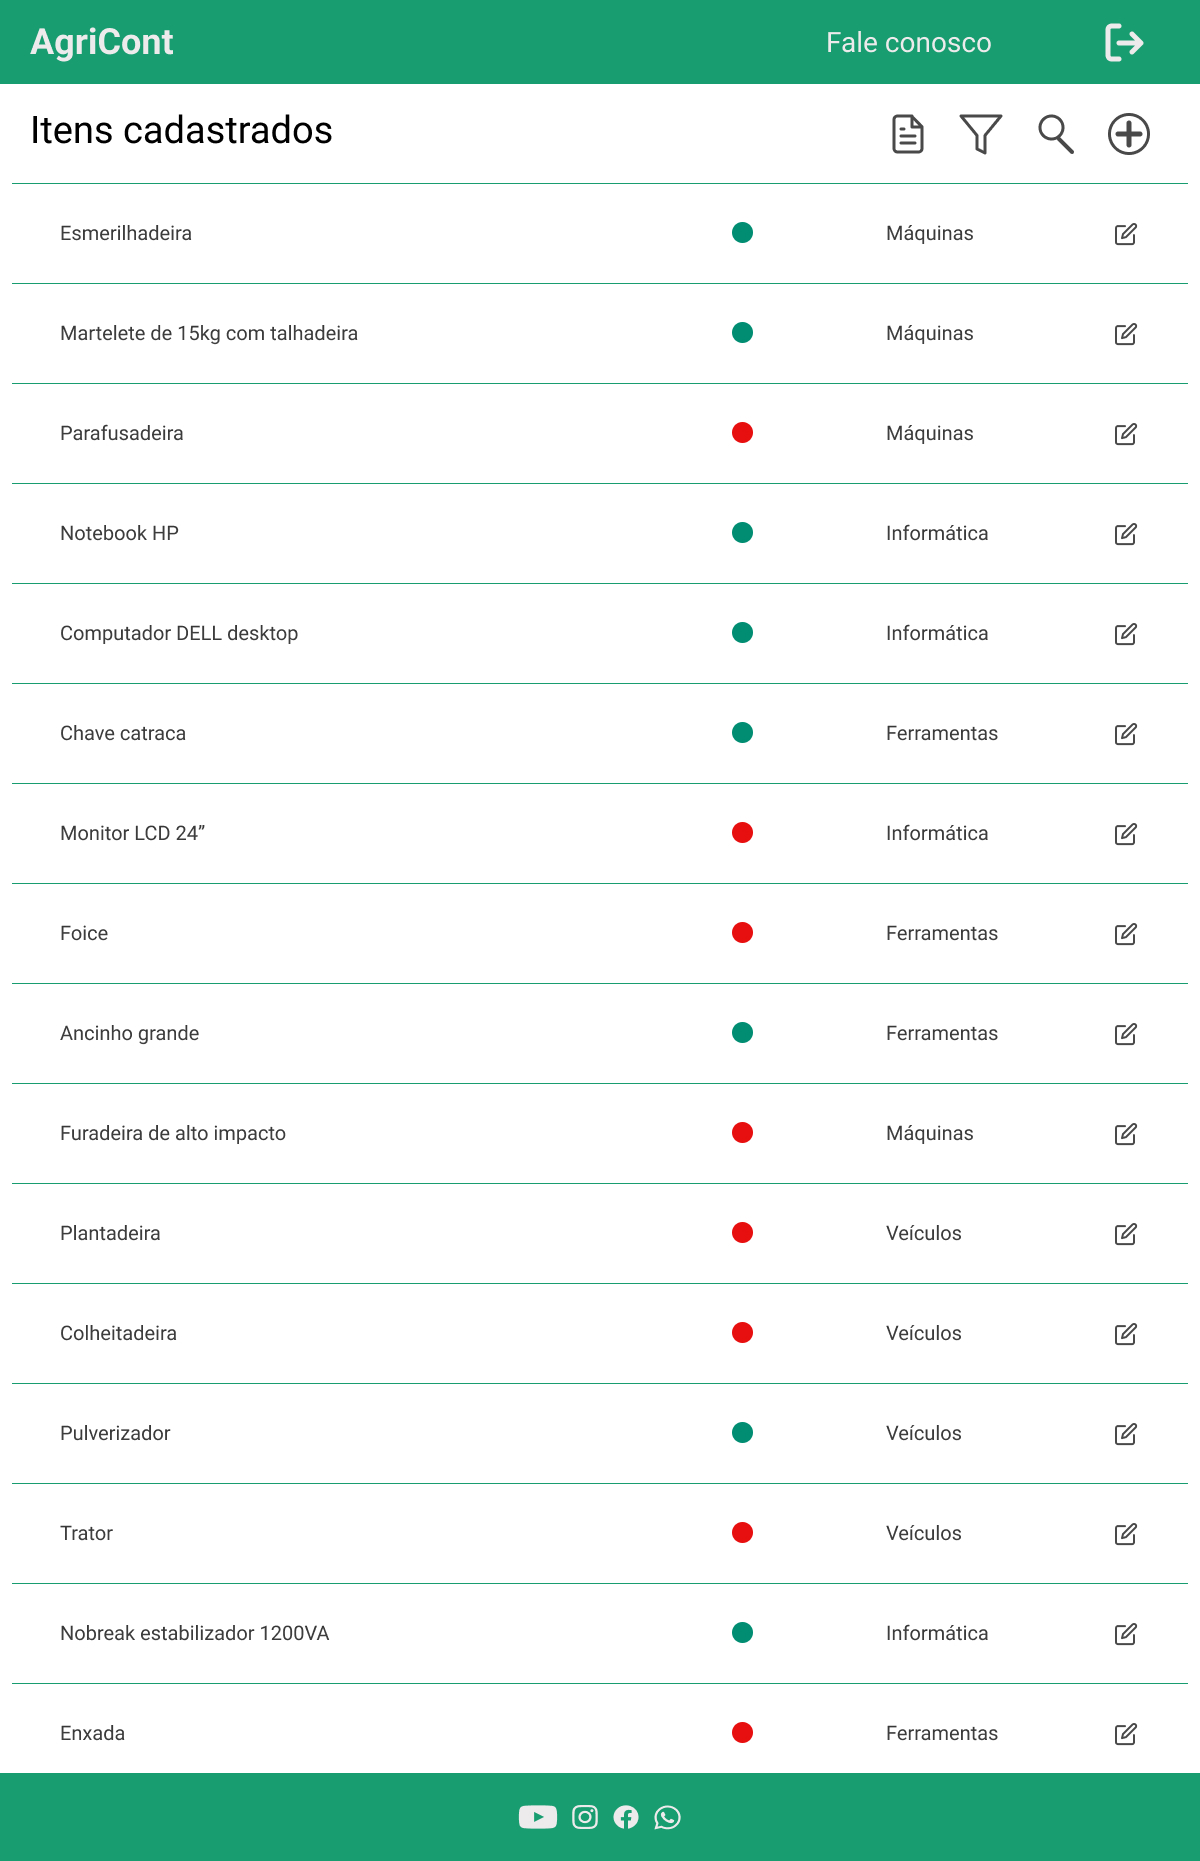 AgriCont
Fale conosco
Itens cadastrados
Esmerilhadeira Máquinas
Martelete de 15kg com talhadeira Máquinas
Parafusadeira Máquinas
Notebook HP Informática
Computador DELL desktop Informática
Chave catraca Ferramentas
Monitor LCD 24” Informática
Foice Ferramentas
Ancinho grande Ferramentas
Furadeira de alto impacto Máquinas
Plantadeira Veículos
Colheitadeira Veículos
Pulverizador Veículos
Trator Veículos
Nobreak estabilizador 1200VA Informática
Enxada Ferramentas